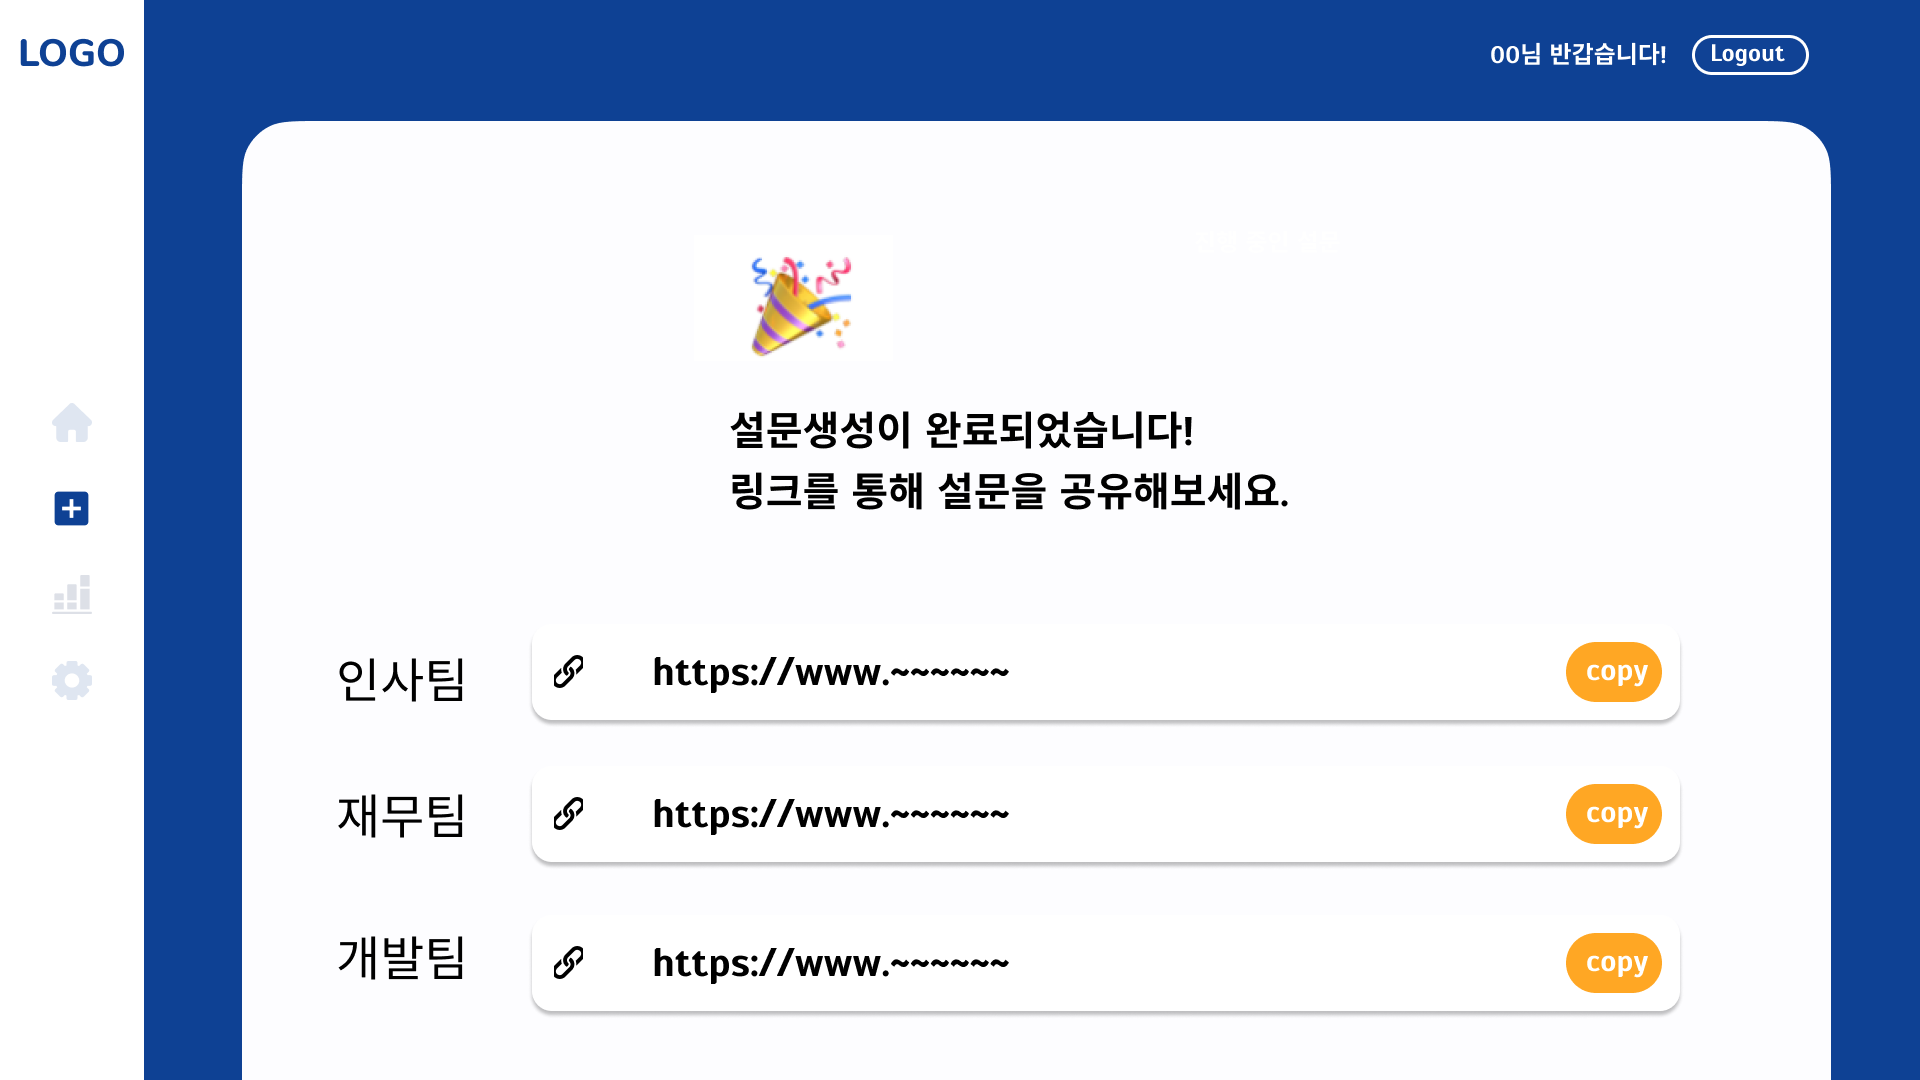 LOGO
00님 반갑습니다!
Logout
설문생성이 완료되었습니다!
링크를 통해 설문을 공유해보세요.
인사팀
https://www.~~~~~~
copy
재무팀
https://www.~~~~~~
copy
개발팀
https://www.~~~~~~
copy